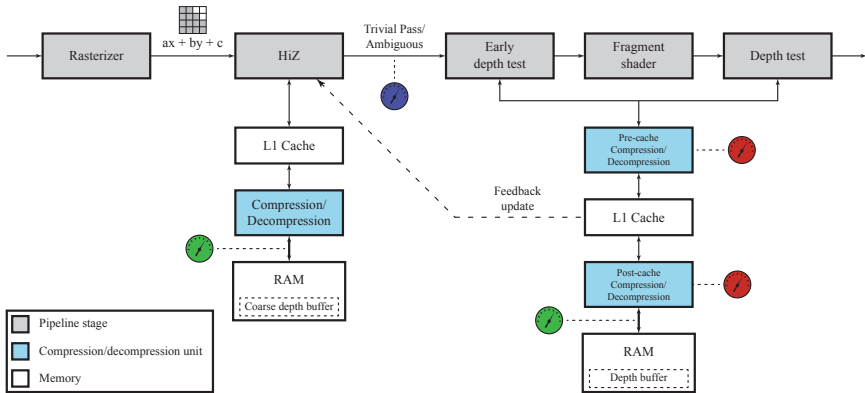 ax + by + c
Rasterizer
HiZ
Trivial Pass/
Ambiguous
Early
depth test
Fragment
shader
Depth test
L1 Cache
Compression/
Decompression
RAM
Coarse depth buffer
Feedback
update
Pre-cache
Compression/
Decompression
L1 Cache
Post-cache
Compression/
Decompression
RAM
Depth buffer
Pipeline stage
Compression/decompression unit
Memory